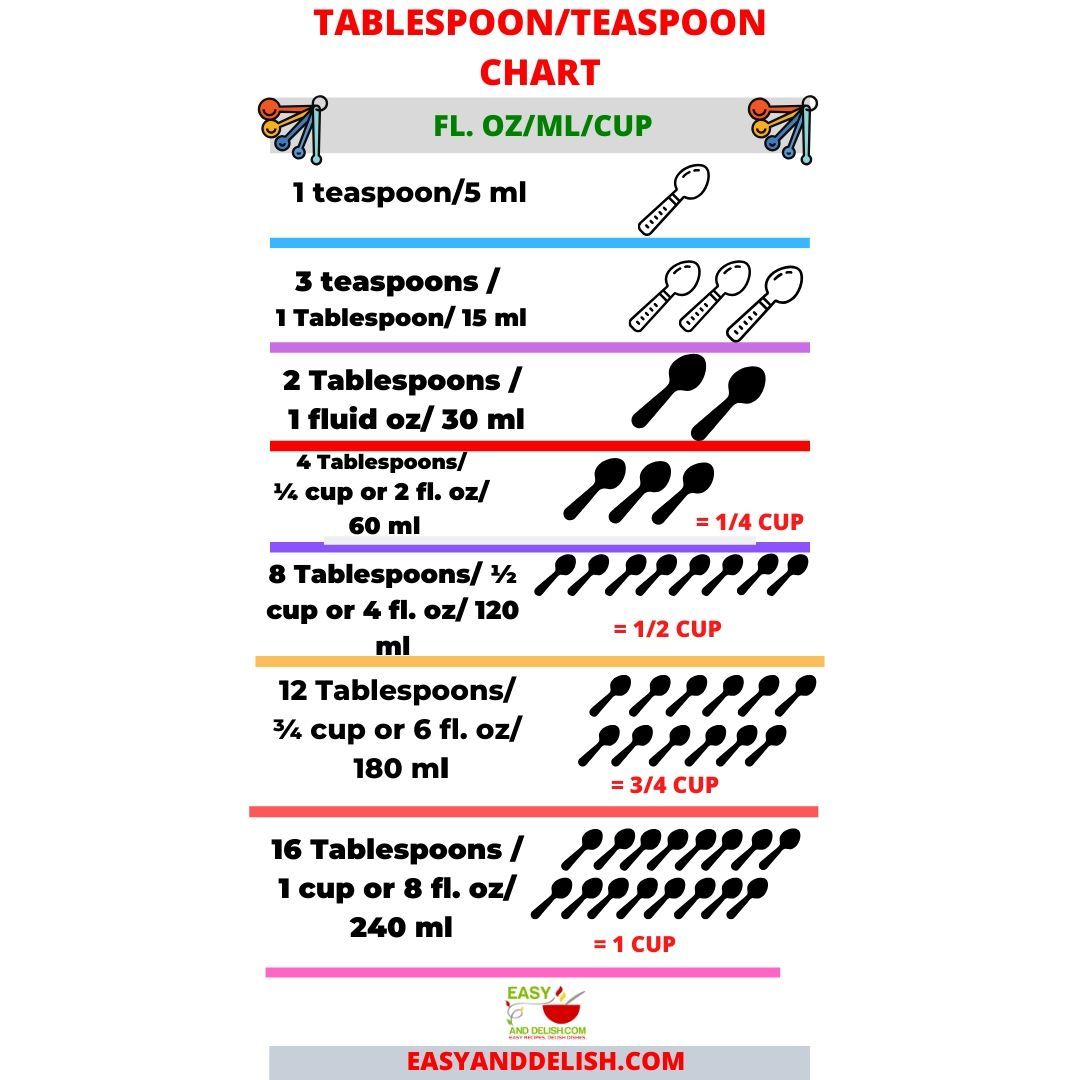 TABLESPOON/TEASPOON
CHART
FL. OZ/ML/CUP
1 teaspoon/5 ml
3 teaspoons /
1 Tablespoon/ 15 ml
2 Tablespoons /
1 fluid oz/ 30 ml
4 Tablespoons/
¼ cup or 2 fl. oz/
60 ml
= 1/4 CUP
8 Tablespoons/ ½
cup or 4 fl. oz/ 120
ml
= 1/2 CUP
12 Tablespoons/
¾ cup or 6 fl. oz/
180 ml
= 3/4 CUP
16 Tablespoons /
1 cup or 8 fl. oz/
240 ml
= 1 CUP
EASY
AND DELISH.COM
EASY RECIPES, DELISH DISHES.
EASYANDDELISH.COM